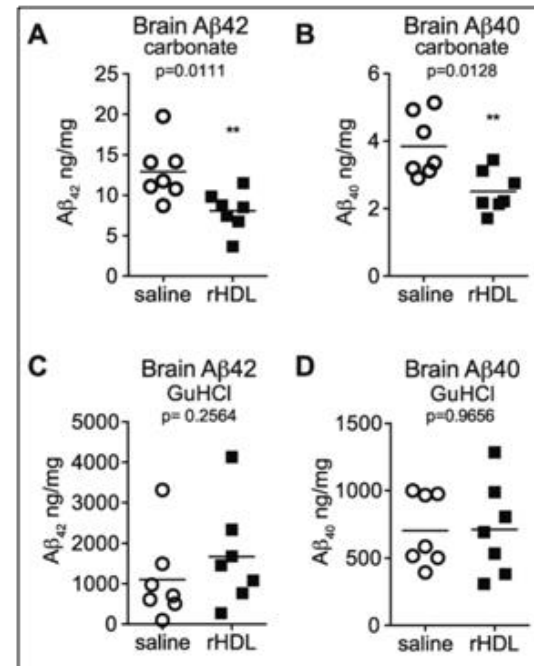 A
Brain Aβ42
carbonate
p=0.0111
**
25
20
15
10
5
0
Aβ42 ng/mg
saline rHDL
B
Brain Aβ40
carbonate
p=0.0128
**
6
4
2
0
Aβ40 ng/mg
saline rHDL
C
Brain Aβ42
GuHCl
p= 0.2564
5000
4000
3000
2000
1000
0
Aβ42 ng/mg
saline rHDL
D
Brain Aβ40
GuHCl
p=0.9656
1500
1000
500
0
Aβ40 ng/mg
saline rHDL